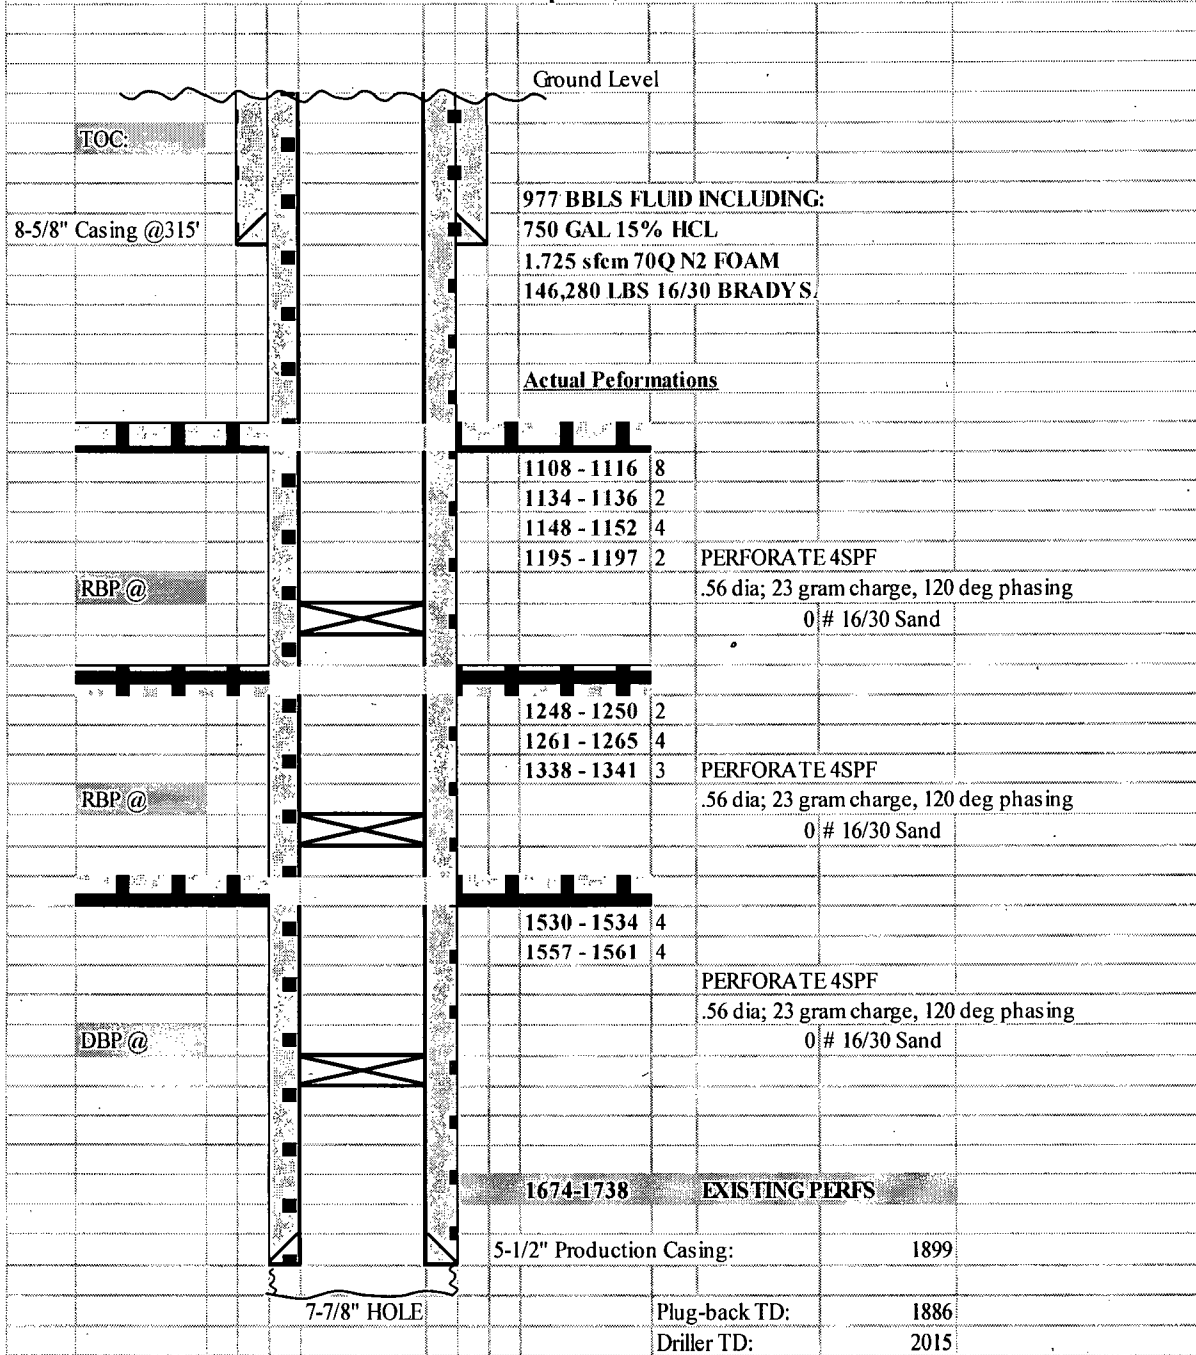 Ground Level
TOC:
977 BBLS FLUID INCLUDING:
8-5/8" Casing @315'
750 GAL 15% HCL
1.725 sfcm 70Q N2 FOAM
146,280 LBS 16/30 BRADY S.
Actual Peformations
1108 - 1116 8
1134 - 1136 2
1148 - 1152 4
1195 - 1197 2 PERFORATE 4SPF
RBP @ .56 dia; 23 gram charge, 120 deg phasing
0 # 16/30 Sand
1248 - 1250 2
1261 - 1265 4
1338 - 1341 3 PERFORATE 4SPF
RBP @ .56 dia; 23 gram charge, 120 deg phasing
0 # 16/30 Sand
1530 - 1534 4
1557 - 1561 4
PERFORATE 4SPF
.56 dia; 23 gram charge, 120 deg phasing
DBP @ 0 # 16/30 Sand
1674-1738 EXISTING PERFS
5-1/2" Production Casing: 1899
7-7/8" HOLE Plug-back TD: 1886
Driller TD: 2015